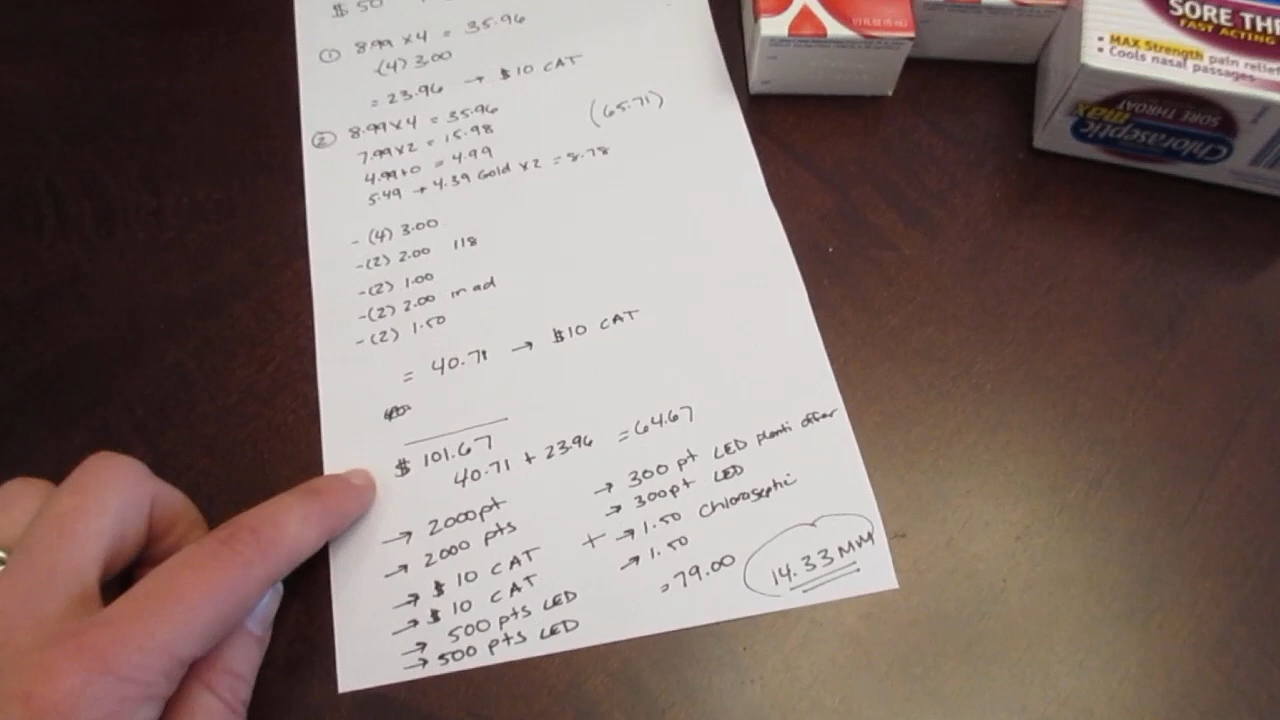 $ 50
① 8.99 x 4 = 35.96
-(4) 3.00
= 23.96 → $10 CAT
② 8.99 x 4 = 35.96
(65.71)
7.99 x 2 = 15.98
= 4.99
5.49 → 4.39 Gold x 2 = 8.78
- (4) 3.00
-(2) 2.00 118
-(2) 1.00
-(2) 2.00 in ad
-(2) 1.50
= 40.71 → $10 CAT
$ 101.67
40.71 + 23.96 = 64.67
→ 2000 pt
→ 2000 pts
→ $ 10 CAT
→ $ 10 CAT
→ 500 pts LED
→ 500 pts LED
→ 300 pt LED planti offer
→ 300 pt LED
+ → 1.50 Chloraseptic
→ 1.50
= 79.00
14.33 MM
SORE
FAST ACTING
• MAX Strength pain
• Cools nasal passages
SORE THROAT
max
Chloraseptic